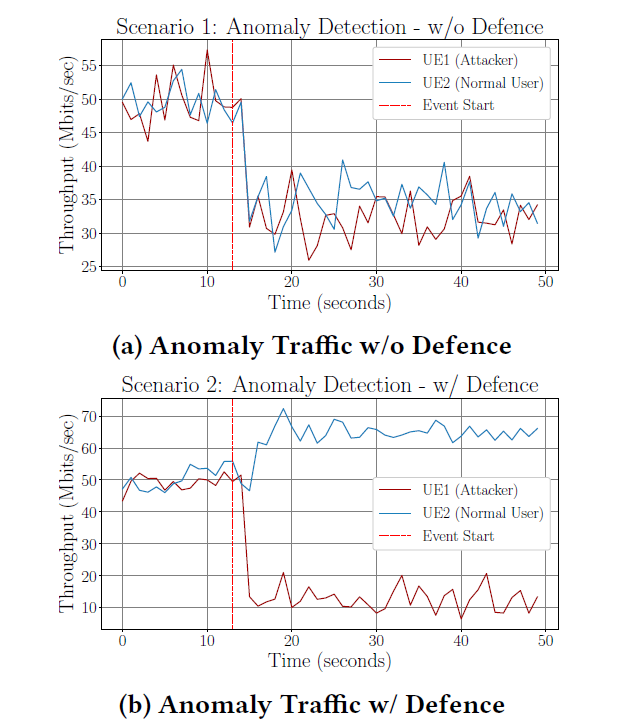 Scenario 1: Anomaly Detection - w/o Defence
Throughput (Mbits/sec)
55
50
45
40
35
30
25
UE1 (Attacker)
UE2 (Normal User)
Event Start
0 10 20 30 40 50
Time (seconds)
(a) Anomaly Traffic w/o Defence
Scenario 2: Anomaly Detection - w/ Defence
Throughput (Mbits/sec)
70
60
50
40
30
20
10
UE1 (Attacker)
UE2 (Normal User)
Event Start
0 10 20 30 40 50
Time (seconds)
(b) Anomaly Traffic w/ Defence